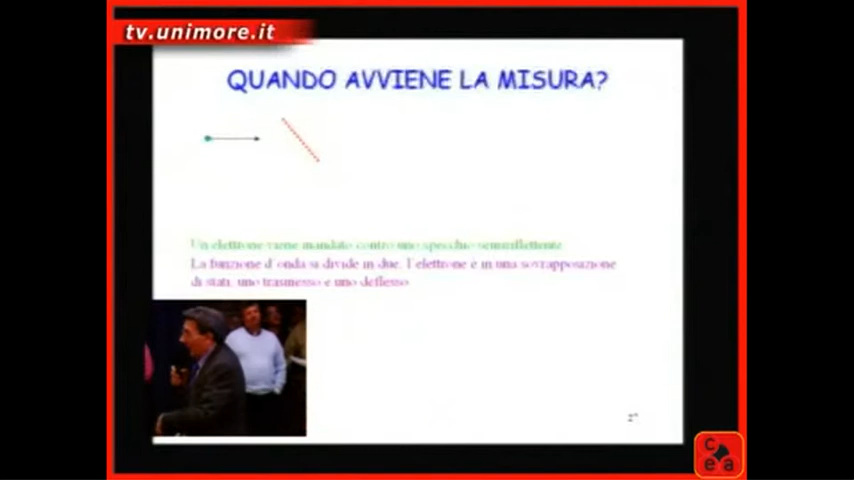 tv.unimore.it
QUANDO AVVIENE LA MISURA?
Un elettrone viene mandato contro uno specchio semiriflettente
La funzione d'onda si divide in due, l'elettrone è in una sovrapposizione
di stati, uno trasmesso e uno deflesso
c
e a